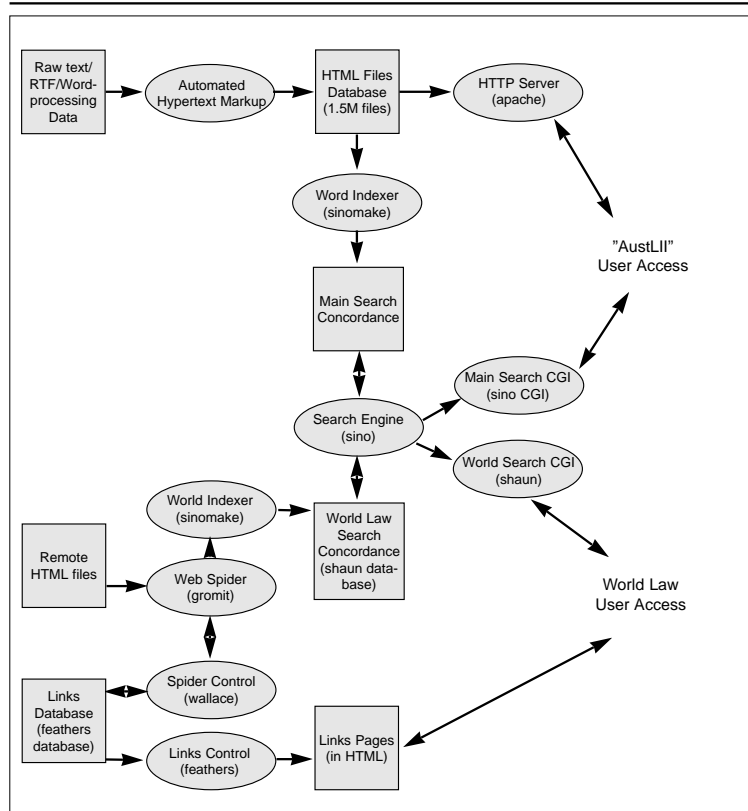 Raw text/
RTF/Word-
processing
Data
Automated
Hypertext Markup
HTML Files
Database
(1.5M files)
HTTP Server
(apache)
Word Indexer
(sinomake)
"AustLII"
User Access
Main Search
Concordance
Main Search CGI
(sino CGI)
Search Engine
(sino)
World Search CGI
(shaun)
World Indexer
(sinomake)
World Law
Search
Concordance
(shaun data-
base)
Remote
HTML files
Web Spider
(gromit)
World Law
User Access
Spider Control
(wallace)
Links
Database
(feathers
database)
Links Control
(feathers)
Links Pages
(in HTML)